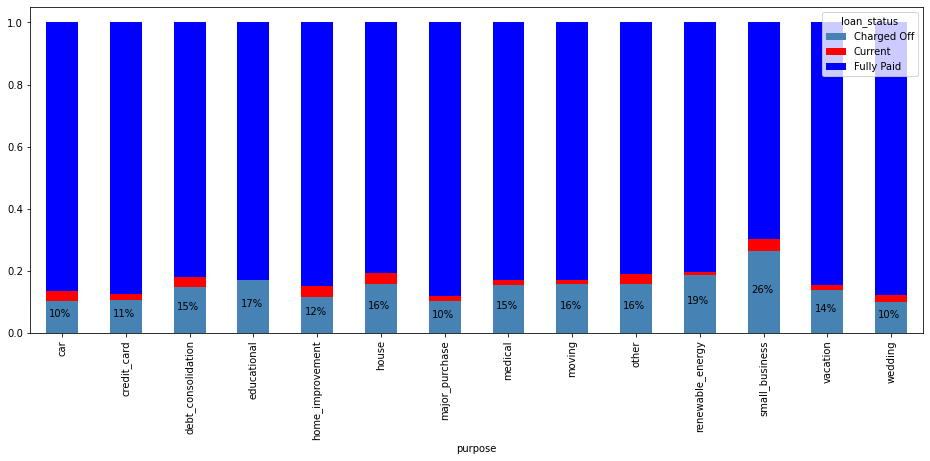 1.0
0.8
0.6
0.4
0.2
0.0
loan_status
Charged Off
Current
Fully Paid
10%
11%
15%
17%
12%
16%
10%
15%
16%
16%
19%
26%
14%
10%
car
credit_card
debt_consolidation
educational
home_improvement
house
major_purchase
medical
moving
other
renewable_energy
small_business
vacation
wedding
purpose